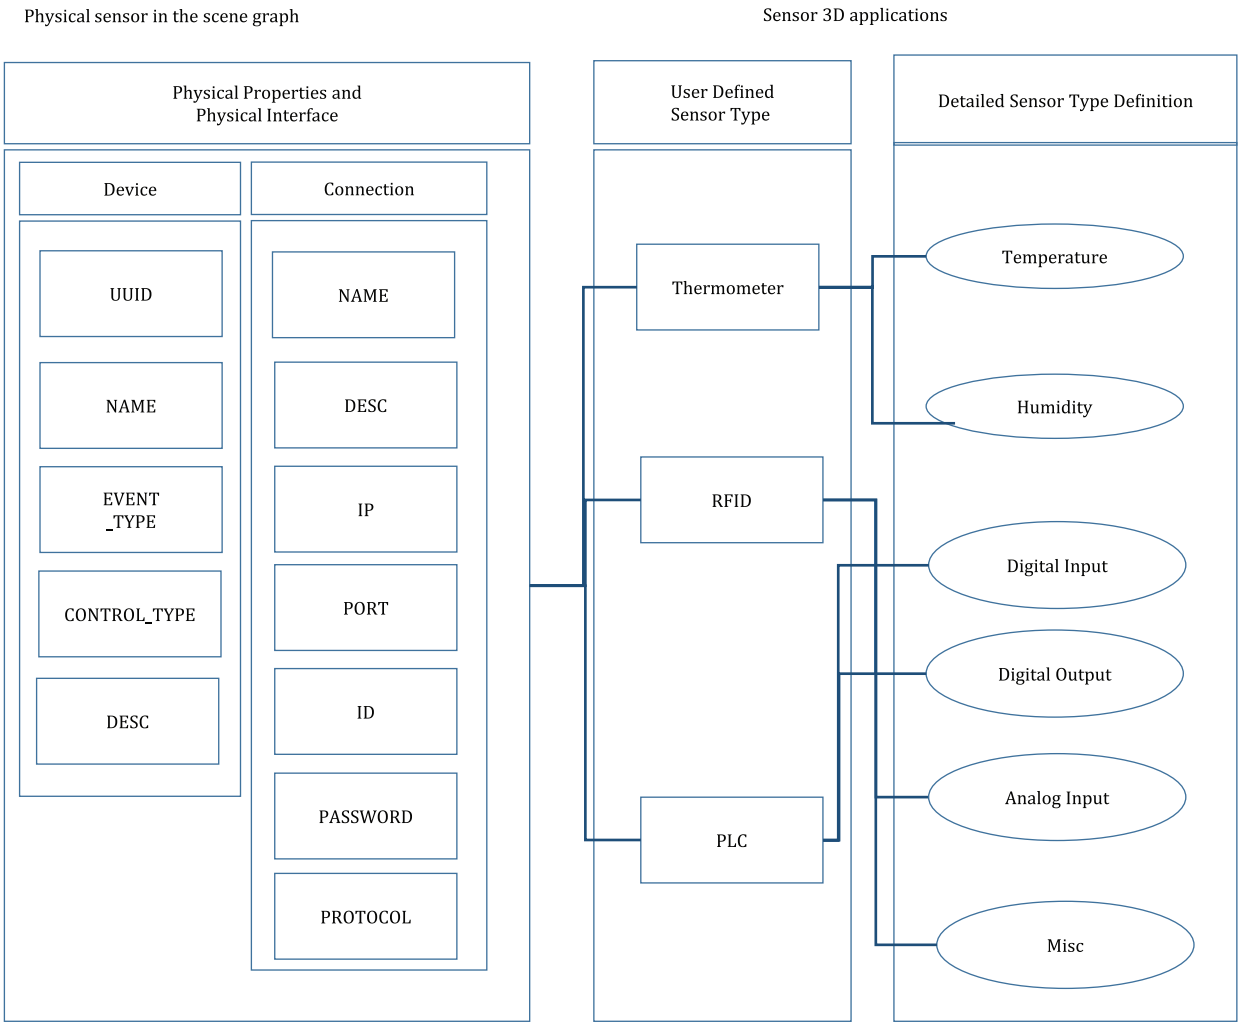 Physical sensor in the scene graph
Sensor 3D applications
Physical Properties and
Physical Interface
User Defined
Sensor Type
Detailed Sensor Type Definition
Device
Connection
UUID
NAME
EVENT
_TYPE
CONTROL_TYPE
DESC
NAME
DESC
IP
PORT
ID
PASSWORD
PROTOCOL
Thermometer
RFID
PLC
Temperature
Humidity
Digital Input
Digital Output
Analog Input
Misc